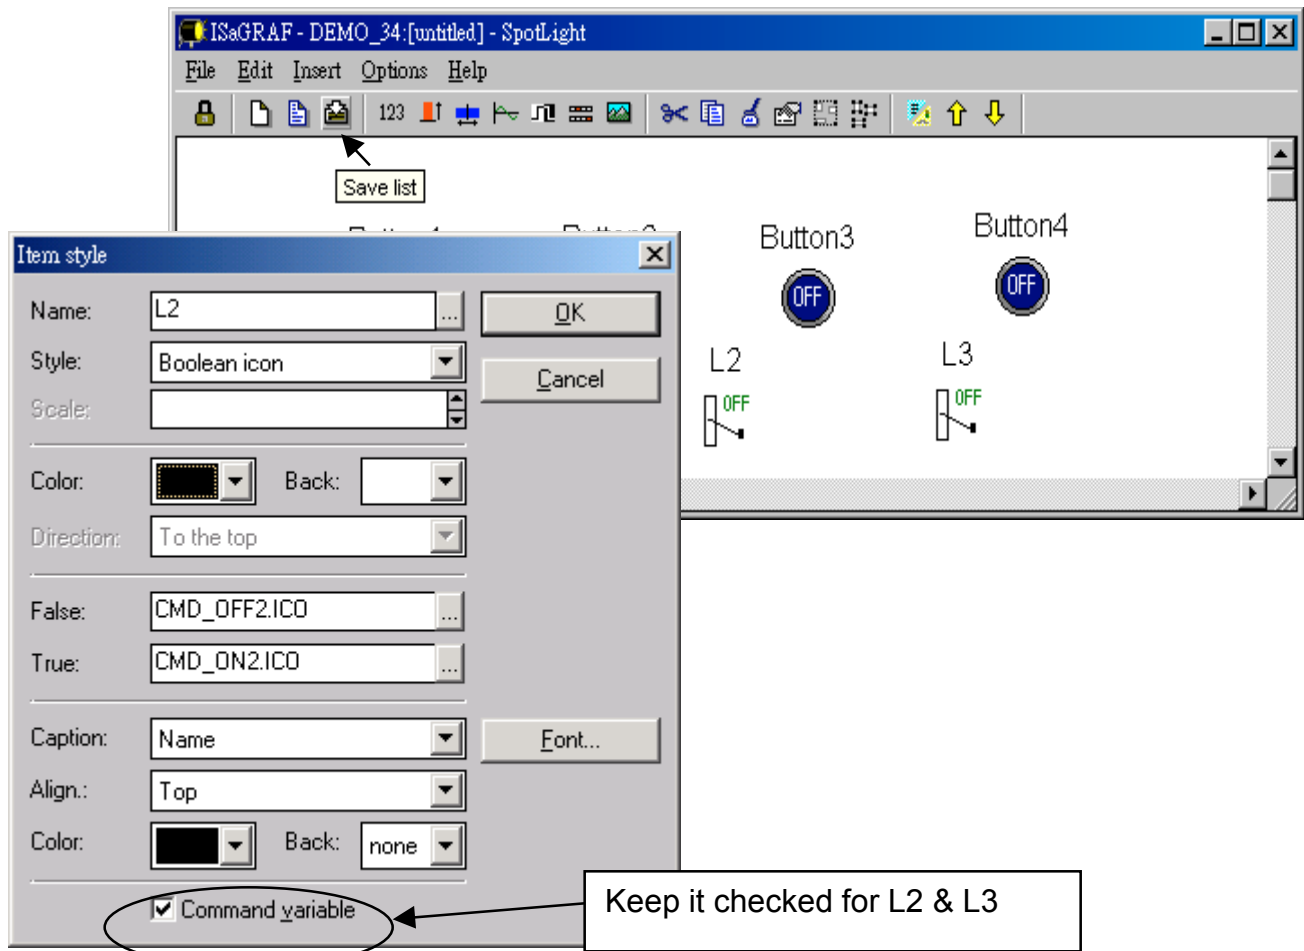 ISaGRAF - DEMO_34:[untitled] - SpotLight
File Edit Insert Options Help
123
Save list
Button3
Button4
OFF
OFF
L2
L3
OFF
OFF
Item style
Name: L2 ...
OK
Style: Boolean icon
Cancel
Scale:
Color: Back:
Direction: To the top
False: CMD_OFF2.ICO ...
True: CMD_ON2.ICO ...
Caption: Name
Font...
Align.: Top
Color: Back: none
Command variable
Keep it checked for L2 & L3